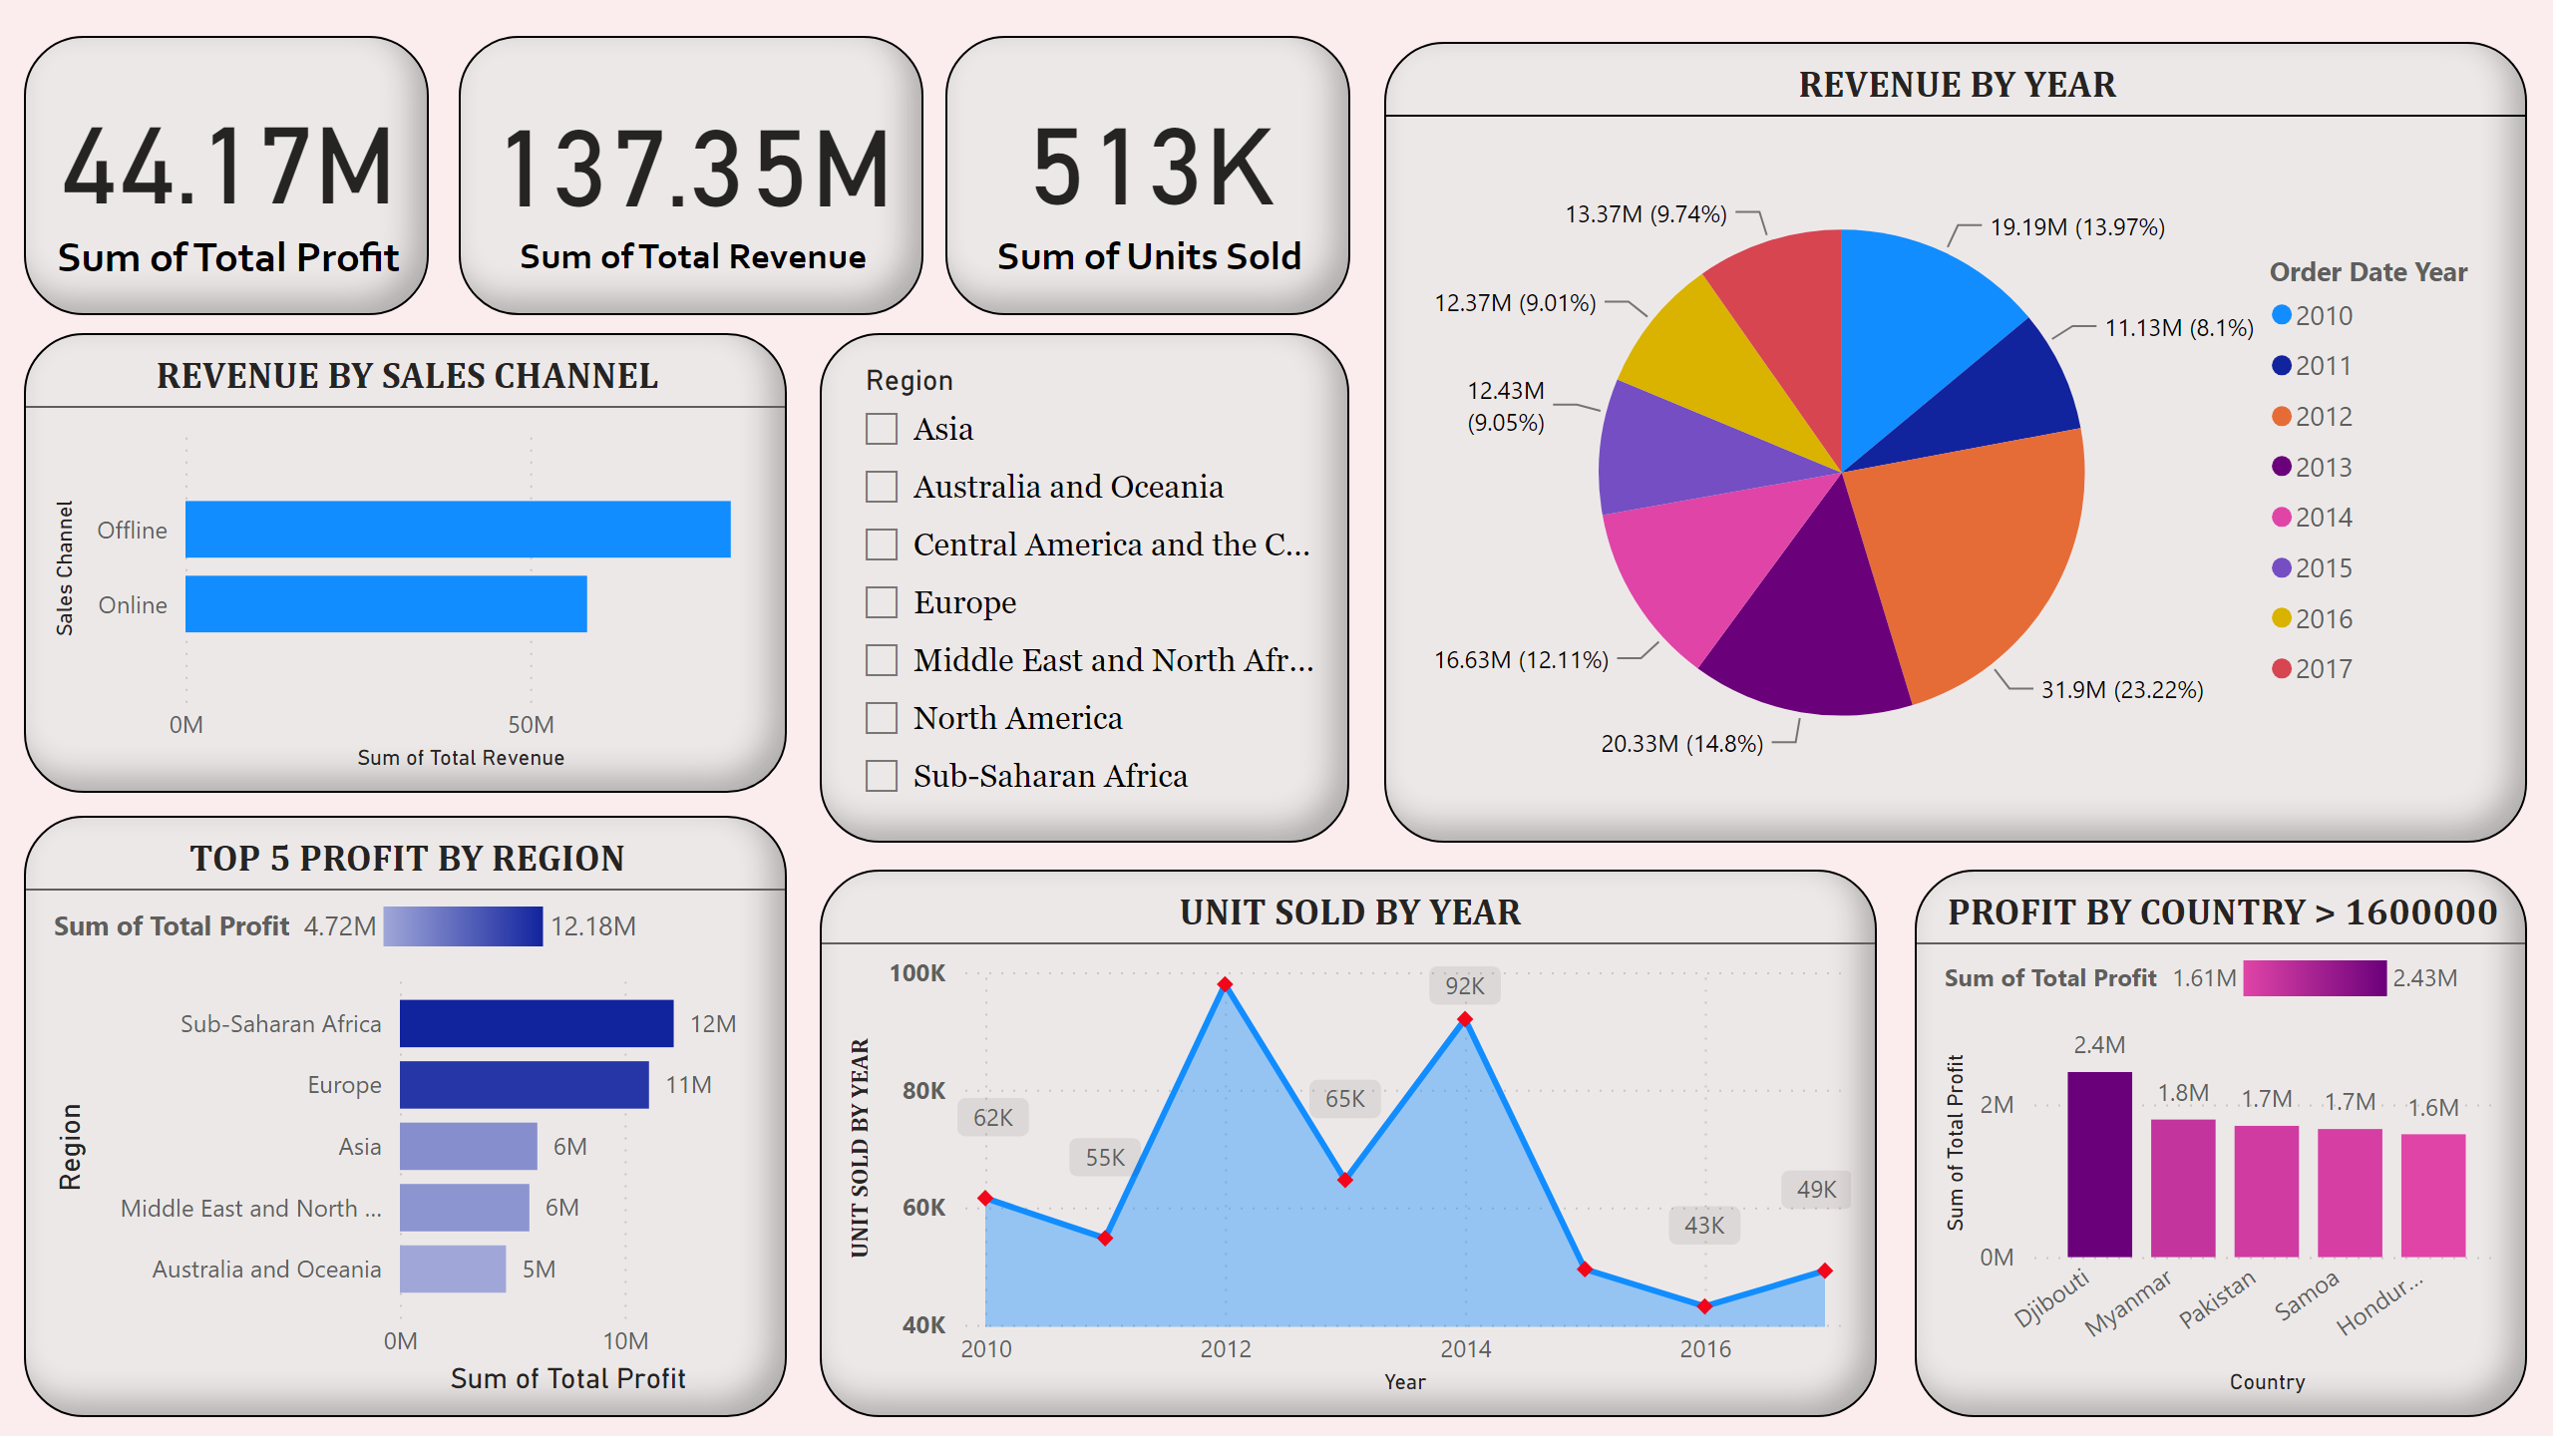 44.17M
Sum of Total Profit
137.35M
Sum of Total Revenue
513K
Sum of Units Sold
REVENUE BY YEAR
13.37M (9.74%)
19.19M (13.97%)
12.37M (9.01%)
11.13M (8.1%)
12.43M
(9.05%)
16.63M (12.11%)
31.9M (23.22%)
20.33M (14.8%)
Order Date Year
2010
2011
2012
2013
2014
2015
2016
2017
REVENUE BY SALES CHANNEL
Sales Channel
Offline
Online
0M
50M
Sum of Total Revenue
Region
Asia
Australia and Oceania
Central America and the C...
Europe
Middle East and North Afr...
North America
Sub-Saharan Africa
TOP 5 PROFIT BY REGION
Sum of Total Profit 4.72M 12.18M
Region
Sub-Saharan Africa 12M
Europe 11M
Asia 6M
Middle East and North ... 6M
Australia and Oceania 5M
0M
10M
Sum of Total Profit
UNIT SOLD BY YEAR
UNIT SOLD BY YEAR
100K
80K
60K
40K
62K
55K
65K
92K
43K
49K
2010
2012
2014
2016
Year
PROFIT BY COUNTRY > 1600000
Sum of Total Profit 1.61M 2.43M
Sum of Total Profit
2M
0M
2.4M
1.8M
1.7M
1.7M
1.6M
Djibouti
Myanmar
Pakistan
Samoa
Hondur...
Country